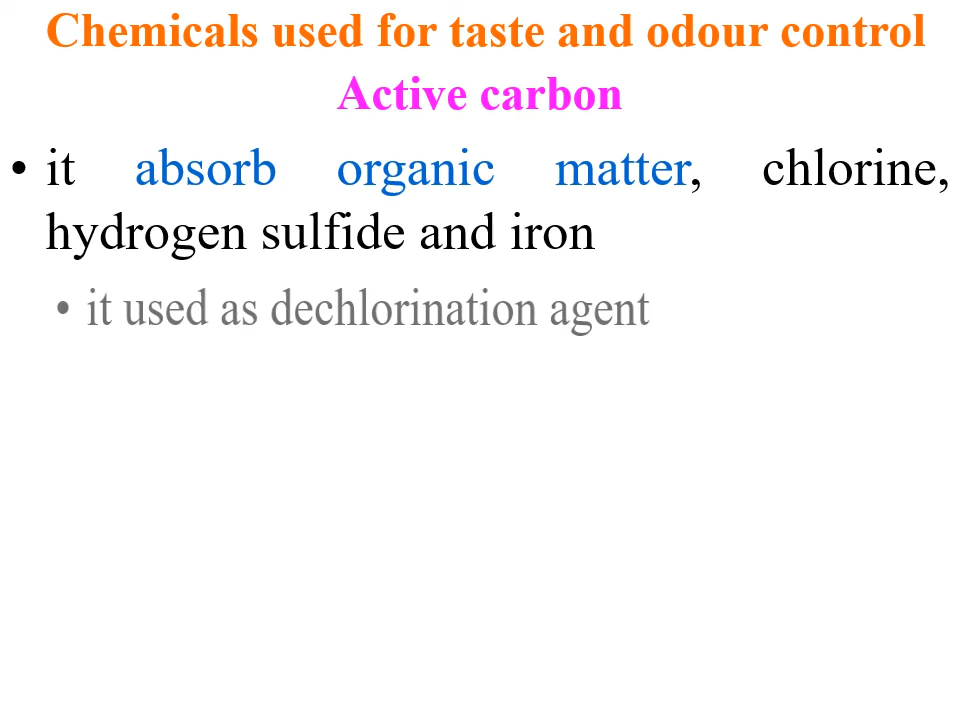 Chemicals used for taste and odour control
Active carbon
• it absorb organic matter, chlorine,
hydrogen sulfide and iron
• it used as dechlorination agent